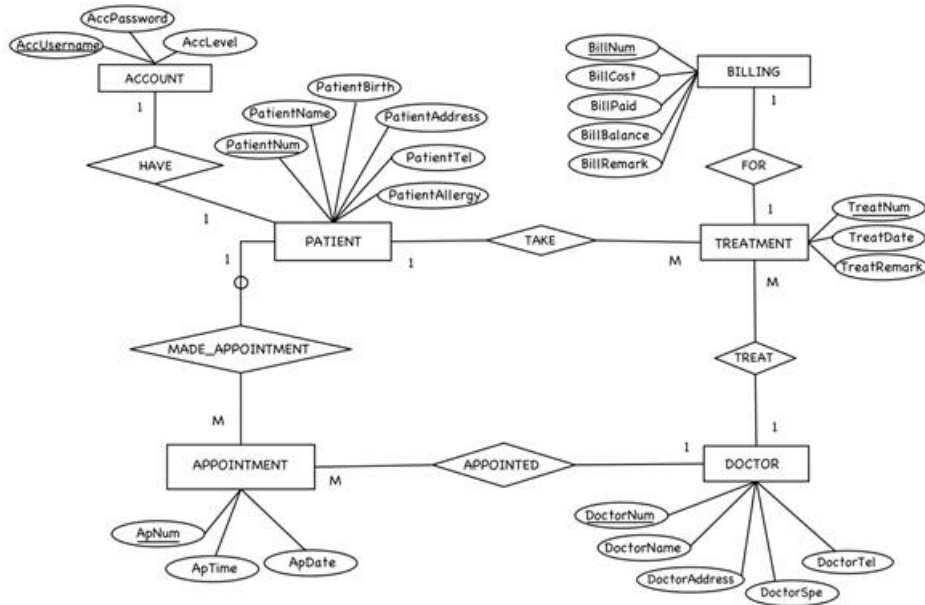 AccPassword
AccUsername
AccLevel
ACCOUNT
1
HAVE
1
PatientBirth
PatientName
PatientAddress
PatientNum
PatientTel
PatientAllergy
PATIENT
1
1
TAKE
M
BillNum
BillCost
BillPaid
BillBalance
BillRemark
BILLING
1
FOR
1
TREATMENT
TreatNum
TreatDate
TreatRemark
M
TREAT
1
MADE_APPOINTMENT
M
APPOINTMENT
M
APPOINTED
1
DOCTOR
ApNum
ApTime
ApDate
DoctorNum
DoctorName
DoctorAddress
DoctorSpe
DoctorTel